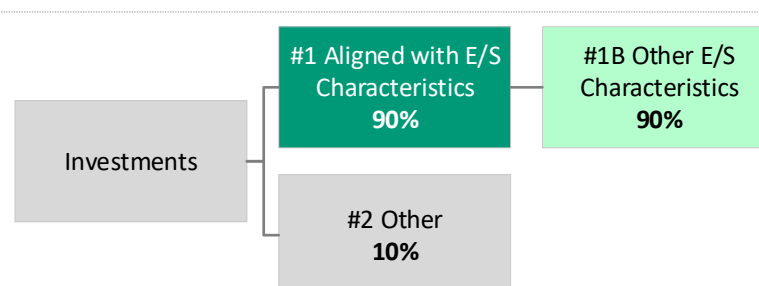 #1 Aligned with E/S
Characteristics
90%
#1B Other E/S
Characteristics
90%
Investments
#2 Other
10%